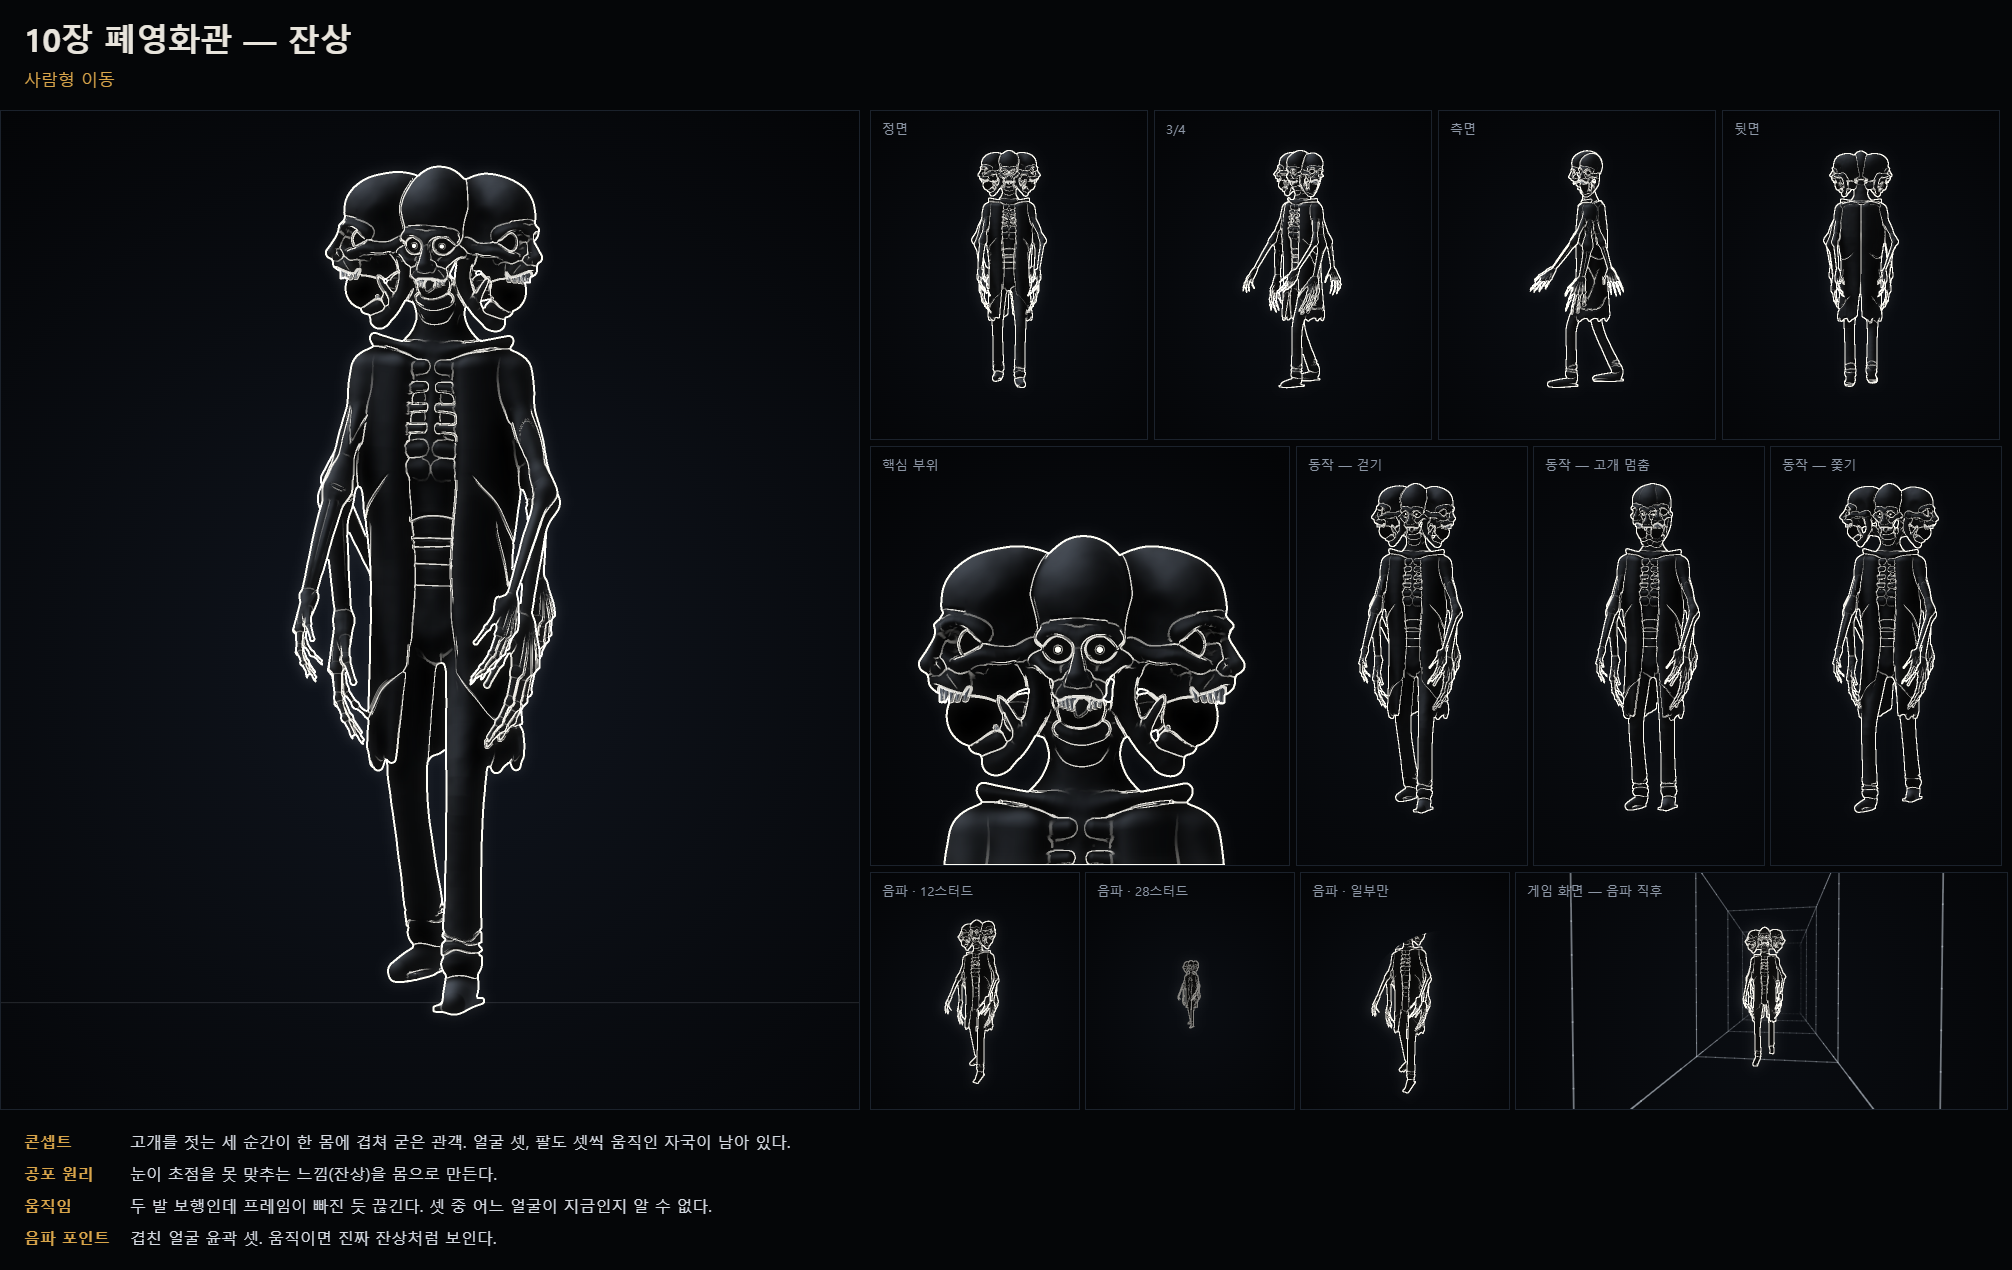 10장 폐영화관 — 잔상
사람형 이동
정면
3/4
측면
뒷면
핵심 부위
동작 — 걷기
동작 — 고개 멈춤
동작 — 쫓기
음파 · 12스터드
음파 · 28스터드
음파 · 일부만
게임 화면 — 음파 직후
콘셉트 고개를 젓는 세 순간이 한 몸에 겹쳐 굳은 관객. 얼굴 셋, 팔도 셋씩 움직인 자국이 남아 있다.
공포 원리 눈이 초점을 못 맞추는 느낌(잔상)을 몸으로 만든다.
움직임 두 발 보행인데 프레임이 빠진 듯 끊긴다. 셋 중 어느 얼굴이 지금인지 알 수 없다.
음파 포인트 겹친 얼굴 윤곽 셋. 움직이면 진짜 잔상처럼 보인다.